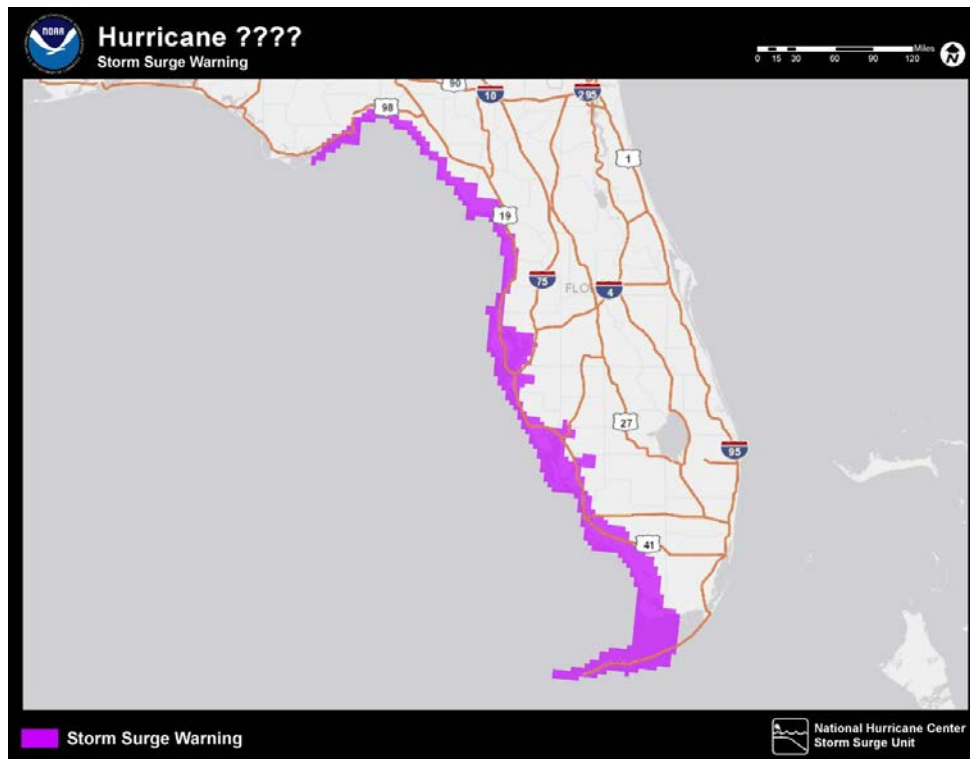 NOAA
Hurricane ????
Storm Surge Warning
Miles
0 15 30 60 90 120
N
90
10
295
98
1
19
75
FLO
4
27
95
41
Storm Surge Warning
National Hurricane Center
Storm Surge Unit